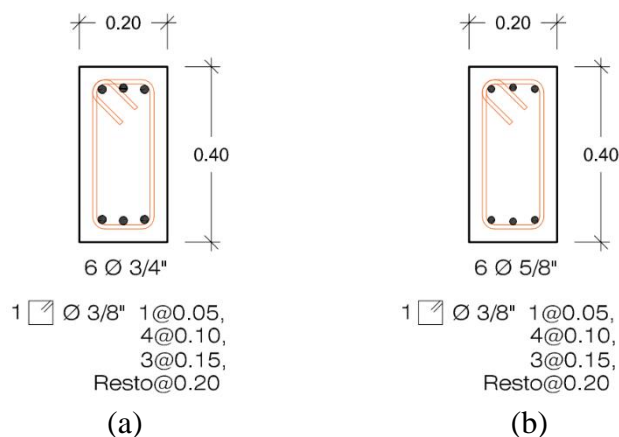 0.20
0.40
6 Ø 3/4"
1 Ø 3/8" 1@0.05,
4@0.10,
3@0.15,
Resto@0.20
(a)
0.20
0.40
6 Ø 5/8"
1 Ø 3/8" 1@0.05,
4@0.10,
3@0.15,
Resto@0.20
(b)